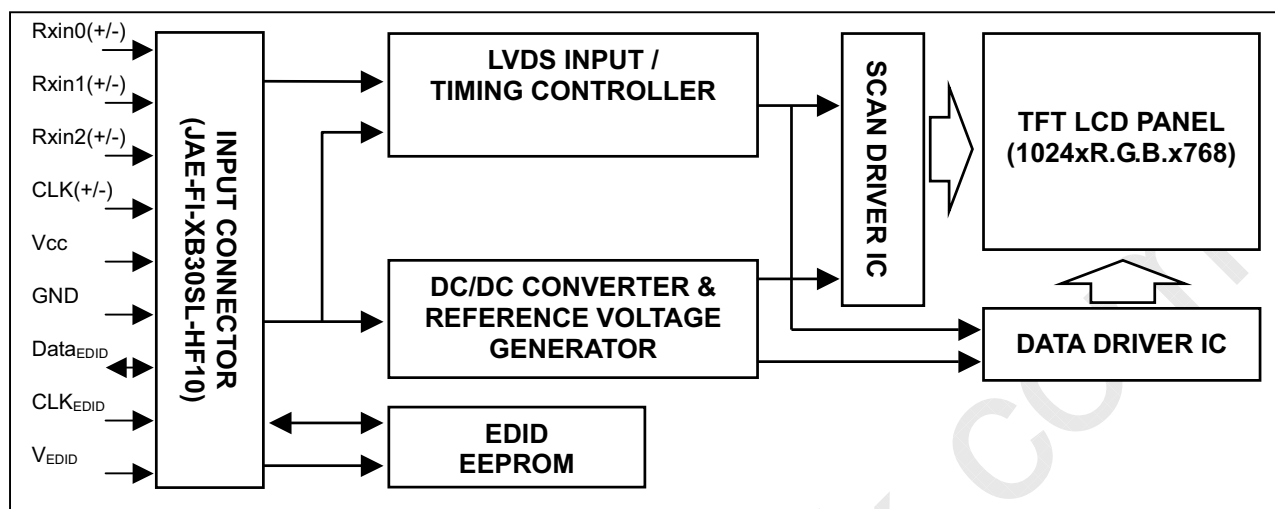 Rxin0(+/-)
Rxin1(+/-)
Rxin2(+/-)
CLK(+/-)
Vcc
GND
DataEDID
CLKEDID
VEDID
INPUT CONNECTOR
(JAE-FI-XB30SL-HF10)
LVDS INPUT /
TIMING CONTROLLER
DC/DC CONVERTER &
REFERENCE VOLTAGE
GENERATOR
EDID
EEPROM
SCAN DRIVER IC
TFT LCD PANEL
(1024xR.G.B.x768)
DATA DRIVER IC